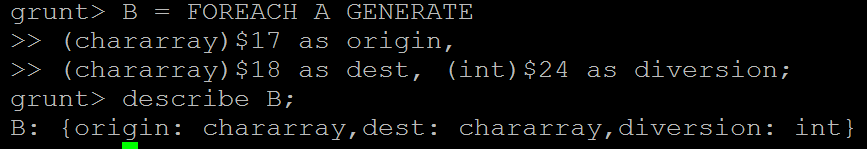 grunt> B = FOREACH A GENERATE
>> (chararray)$17 as origin,
>> (chararray)$18 as dest, (int)$24 as diversion;
grunt> describe B;
B: {origin: chararray,dest: chararray,diversion: int}